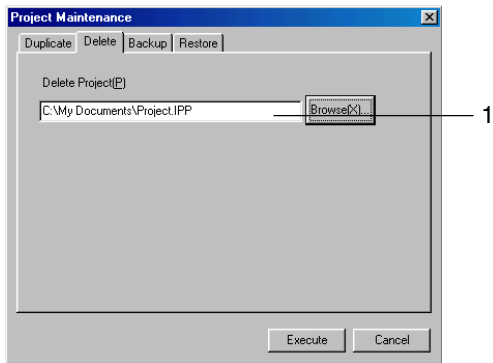 Project Maintenance
Duplicate Delete Backup Restore
Delete Project(P)
C:\My Documents\Project.IPP Browse(X)... 1
Execute Cancel